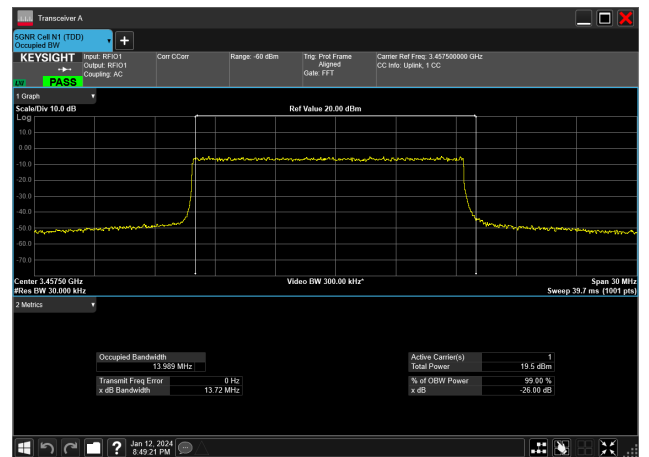 Transceiver A
5GNR Cell N1 (TDD)
Occupied BW
KEYSIGHT
Input: RFIO1
Output: RFIO1
Coupling: AC
Corr CCorr
Range: -60 dBm
Trig: Prot Frame
Aligned
Gate: FFT
Carrier Ref Freq: 3.457500000 GHz
CC Info: Uplink, 1 CC
PASS
1 Graph
Scale/Div 10.0 dB
Ref Value 20.00 dBm
Log
10.0
0.00
-10.0
-20.0
-30.0
-40.0
-50.0
-60.0
-70.0
Center 3.45750 GHz
Video BW 300.00 kHz*
Span 30 MHz
#Res BW 30.000 kHz
Sweep 39.7 ms (1001 pts)
2 Metrics
Occupied Bandwidth
13.989 MHz
Active Carrier(s) 1
Total Power 19.5 dBm
Transmit Freq Error 0 Hz
x dB Bandwidth 13.72 MHz
% of OBW Power 99.00 %
x dB -26.00 dB
?
Jan 12, 2024
8:49:21 PM